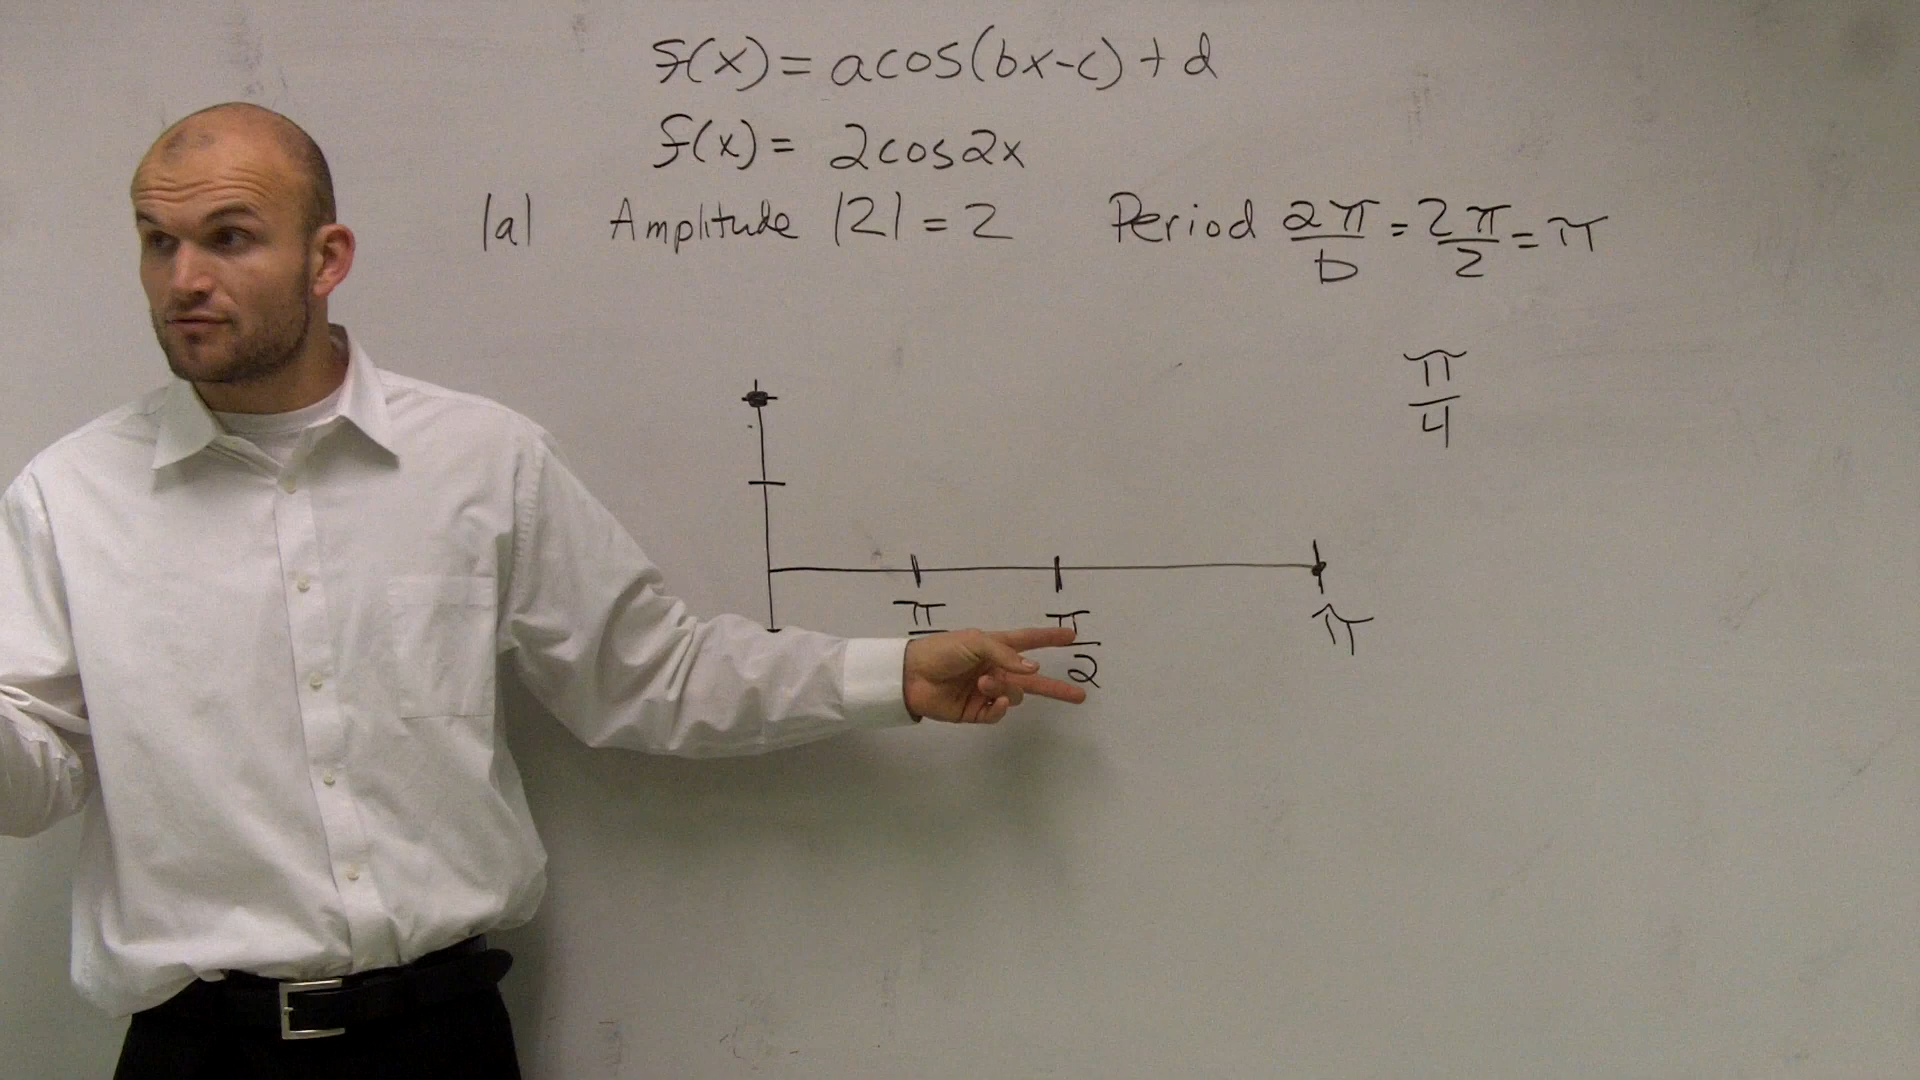 f(x) = acos(bx-c) + d
f(x) = 2cos2x
|a| Amplitude |2| = 2 Period 2π/b = 2π/2 = π
π/4
π
π/2
π